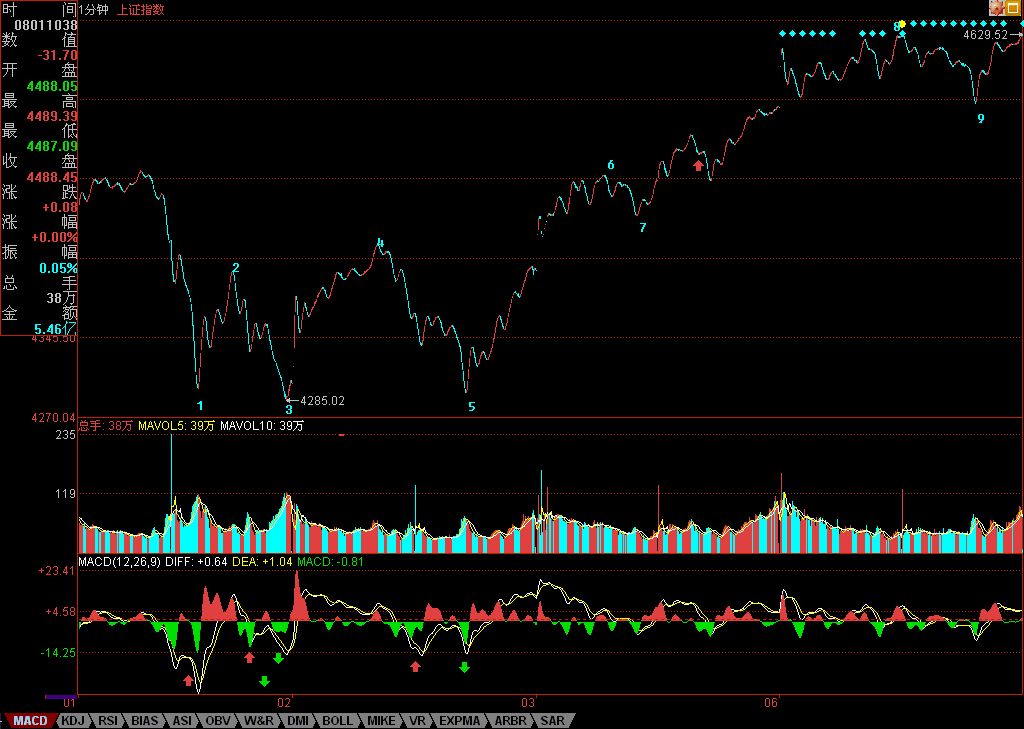 时 间 1分钟 上证指数
08011038
数 值
-31.70
开 盘
4488.05
最 高
4489.39
最 低
4487.09
收 盘
4488.45
涨 跌
+0.08
涨 幅
+0.00%
振 幅
0.05%
总 手
38万
金 额
5.46亿
4345.50
4270.04
8
4629.52
9
6
7
4
2
1
3
4285.02
5
总手: 38万 MAVOL5: 39万 MAVOL10: 39万
235
119
MACD(12,26,9) DIFF: +0.64 DEA: +1.04 MACD: -0.81
+23.41
+4.58
-14.25
01 02 03 06
MACD KDJ RSI BIAS ASI OBV W&R DMI BOLL MIKE VR EXPMA ARBR SAR